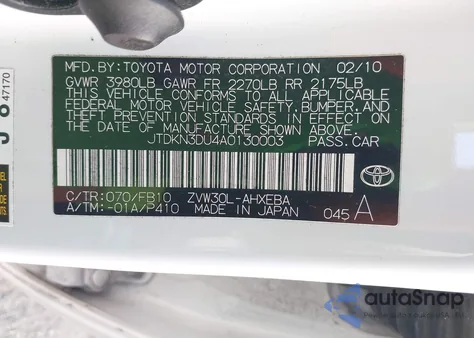 MFD.BY:TOYOTA MOTOR CORPORATION 02/10
GVWR 3980LB GAWR FR 2270LB RR 2175LB
THIS VEHICLE CONFORMS TO ALL APPLICABLE
FEDERAL MOTOR VEHICLE SAFETY, BUMPER, AND
THEFT PREVENTION STANDARDS IN EFFECT ON
THE DATE OF MANUFACTURE SHOWN ABOVE.
JTDKN3DU4A0130003 PASS.CAR
C/TR:070/FB10 ZVW30L-AHXEBA
A/TM:-01A/P410 MADE IN JAPAN 045 A
TOYOTA
47170
autoSnap